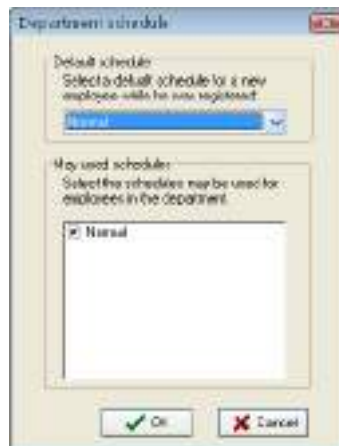 Department schedule
Default schedule
Select a default schedule for a new
employee while he was registered
Normal
May used schedules
Select the schedules may be used for
employees in the department
Normal
OK
Cancel